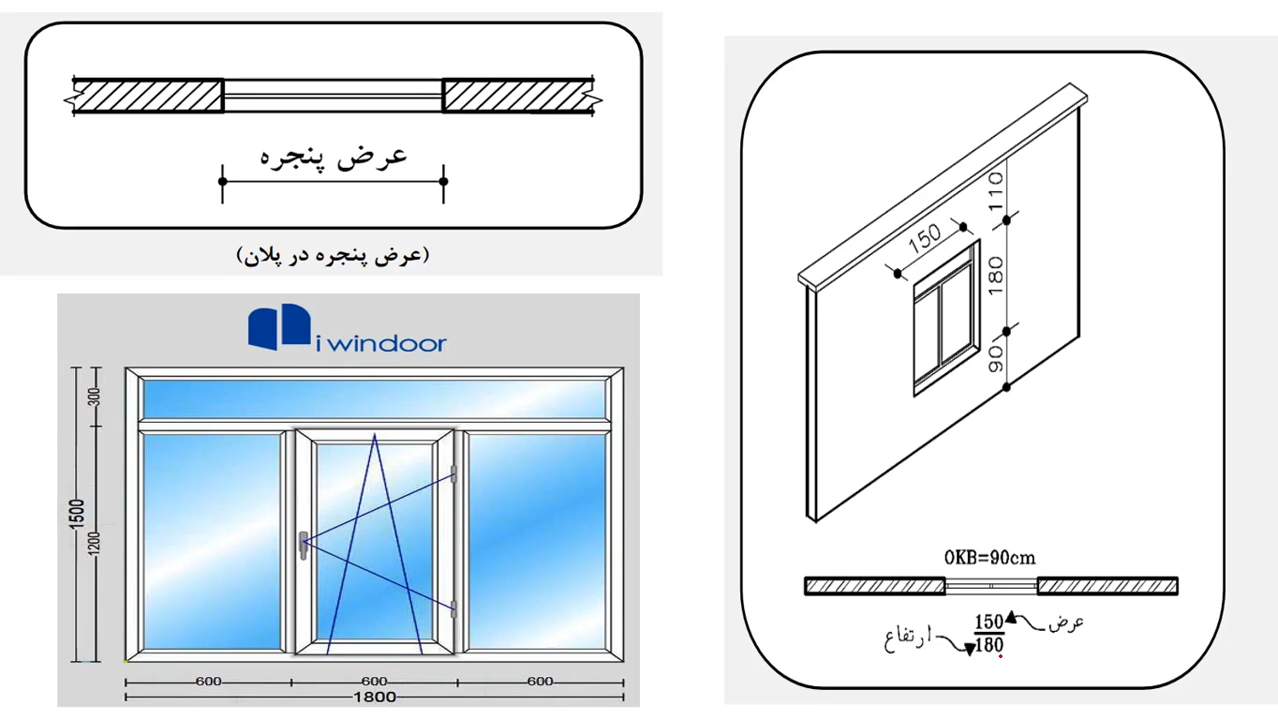 عرض پنجره
(عرض پنجره در پلان)
i windoor
300
1500
1200
600 600 600
1800
110
150
180
90
OKB=90cm
150 عرض
ارتفاع 180